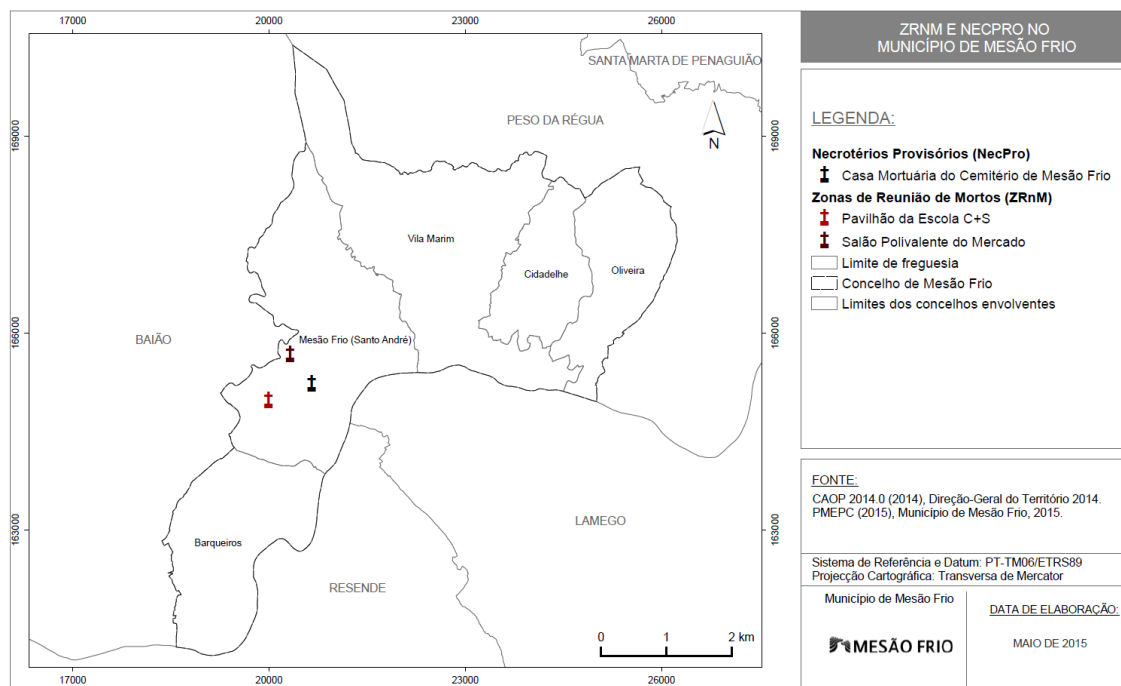 17000 20000 23000 26000
ZRNM E NECPRO NO
MUNICÍPIO DE MESÃO FRIO
SANTA MARTA DE PENAGUIÃO
PESO DA RÉGUA
169000 169000
N
LEGENDA:
Necrotérios Provisórios (NecPro)
Casa Mortuária do Cemitério de Mesão Frio
Zonas de Reunião de Mortos (ZRnM)
Pavilhão da Escola C+S
Salão Polivalente do Mercado
Limite de freguesia
Concelho de Mesão Frio
Limites dos concelhos envolventes
Vila Marim
Cidadelhe
Oliveira
166000 166000
BAIÃO
Mesão Frio (Santo André)
LAMEGO
163000 163000
Barqueiros
RESENDE
0 1 2 km
17000 20000 23000 26000
FONTE:
CAOP 2014.0 (2014), Direção-Geral do Território 2014.
PMEPC (2015), Município de Mesão Frio, 2015.
Sistema de Referência e Datum: PT-TM06/ETRS89
Projecção Cartográfica: Transversa de Mercator
Município de Mesão Frio
MESÃO FRIO
DATA DE ELABORAÇÃO:
MAIO DE 2015